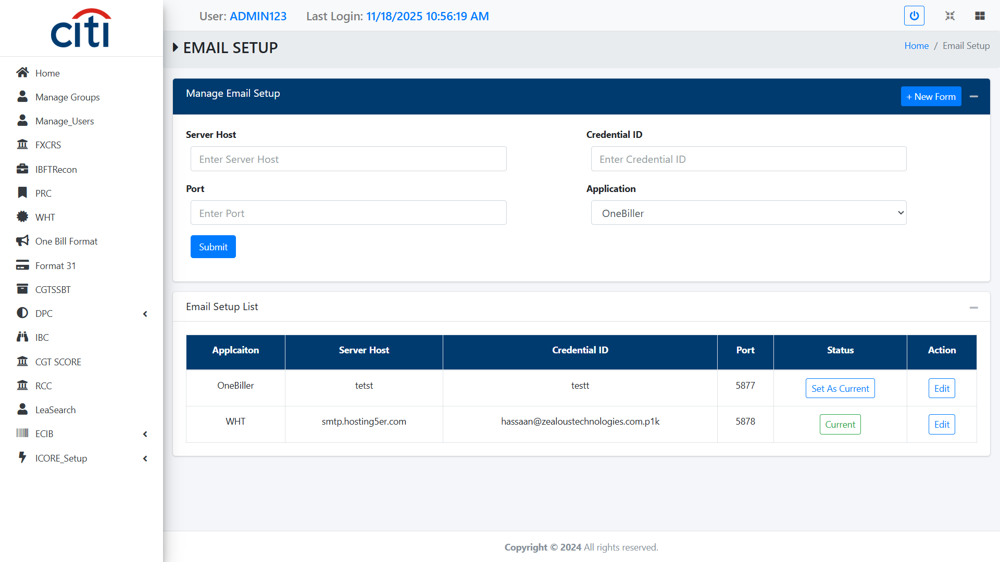 citi
User: ADMIN123 Last Login: 11/18/2025 10:56:19 AM
EMAIL SETUP
Home / Email Setup
Home
Manage Groups
Manage_Users
FXCRS
IBFTRecon
PRC
WHT
One Bill Format
Format 31
CGTSSBT
DPC
IBC
CGT SCORE
RCC
LeaSearch
ECIB
ICORE_Setup
Manage Email Setup
+ New Form
Server Host
Credential ID
Enter Server Host
Enter Credential ID
Port
Application
Enter Port
OneBiller
Submit
Email Setup List
Applcaiton Server Host Credential ID Port Status Action
OneBiller tetst testt 5877 Set As Current Edit
WHT smtp.hosting5er.com hassaan@zealoustechnologies.com.p1k 5878 Current Edit
Copyright © 2024 All rights reserved.